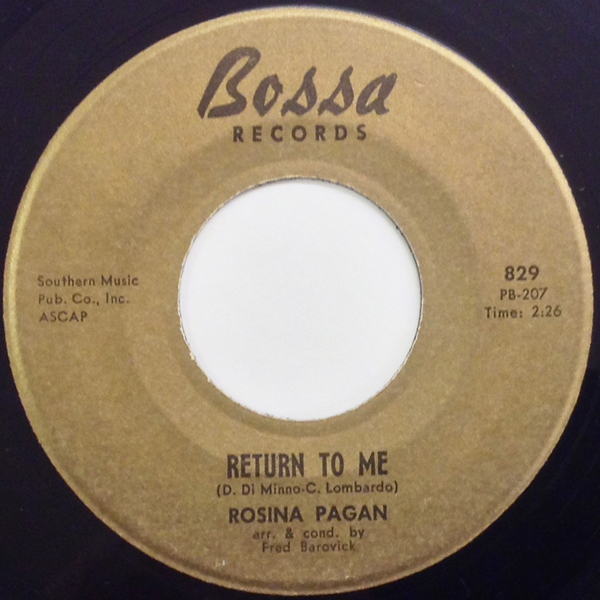 Bossa
RECORDS
Southern Music
Pub. Co., Inc.
ASCAP
829
PB-207
Time: 2:26
RETURN TO ME
(D. Di Minno-C. Lombardo)
ROSINA PAGAN
arr. & cond. by
Fred Barovick